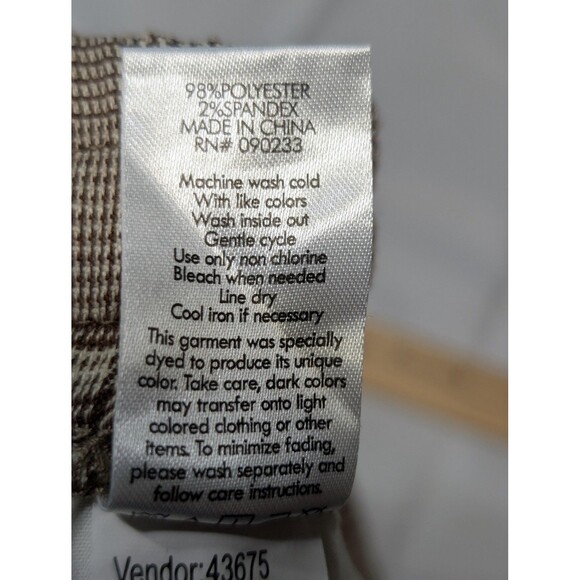 98%POLYESTER
2%SPANDEX
MADE IN CHINA
RN# 090233
Machine wash cold
With like colors
Wash inside out
Gentle cycle
Use only non chlorine
Bleach when needed
Line dry
Cool iron if necessary
This garment was specially
dyed to produce its unique
color. Take care, dark colors
may transfer onto light
colored clothing or other
items. To minimize fading,
please wash separately and
follow care instructions.
Vendor:43675